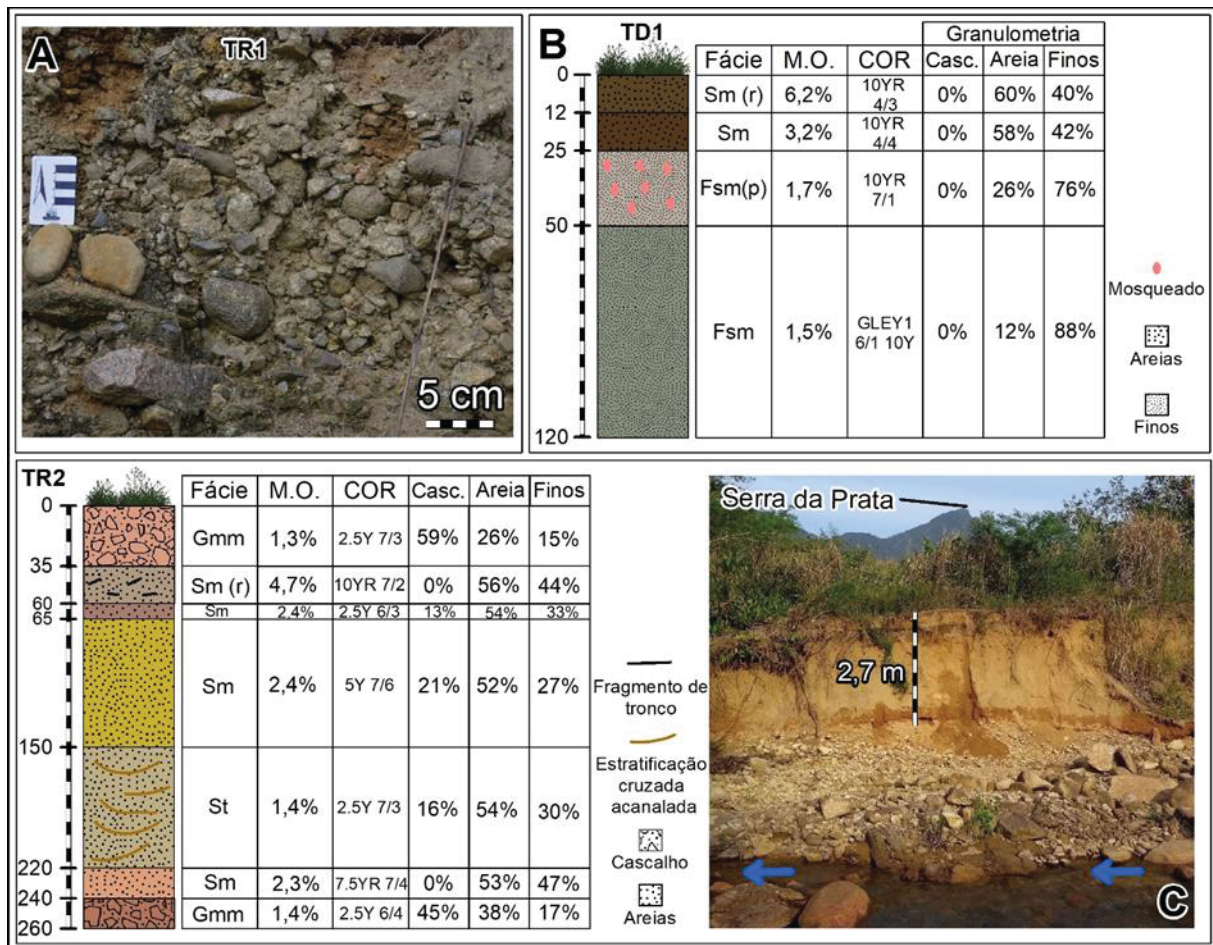 A
TR1
5 cm
B
TD1
Granulometria
Fácie M.O. COR Casc. Areia Finos
0
Sm (r) 6,2% 10YR 4/3 0% 60% 40%
12
Sm 3,2% 10YR 4/4 0% 58% 42%
25
Fsm(p) 1,7% 10YR 7/1 0% 26% 76%
50
Fsm 1,5% GLEY1 6/1 10Y 0% 12% 88%
120
Mosqueado
Areias
Finos
TR2
Fácie M.O. COR Casc. Areia Finos
0
Gmm 1,3% 2.5Y 7/3 59% 26% 15%
35
Sm (r) 4,7% 10YR 7/2 0% 56% 44%
60
Sm 2,4% 2.5Y 6/3 13% 54% 33%
65
Sm 2,4% 5Y 7/6 21% 52% 27%
150
St 1,4% 2.5Y 7/3 16% 54% 30%
220
Sm 2,3% 7.5YR 7/4 0% 53% 47%
240
Gmm 1,4% 2.5Y 6/4 45% 38% 17%
260
Fragmento de
tronco
Estratificação
cruzada
acanalada
Cascalho
Areias
Serra da Prata
2,7 m
C